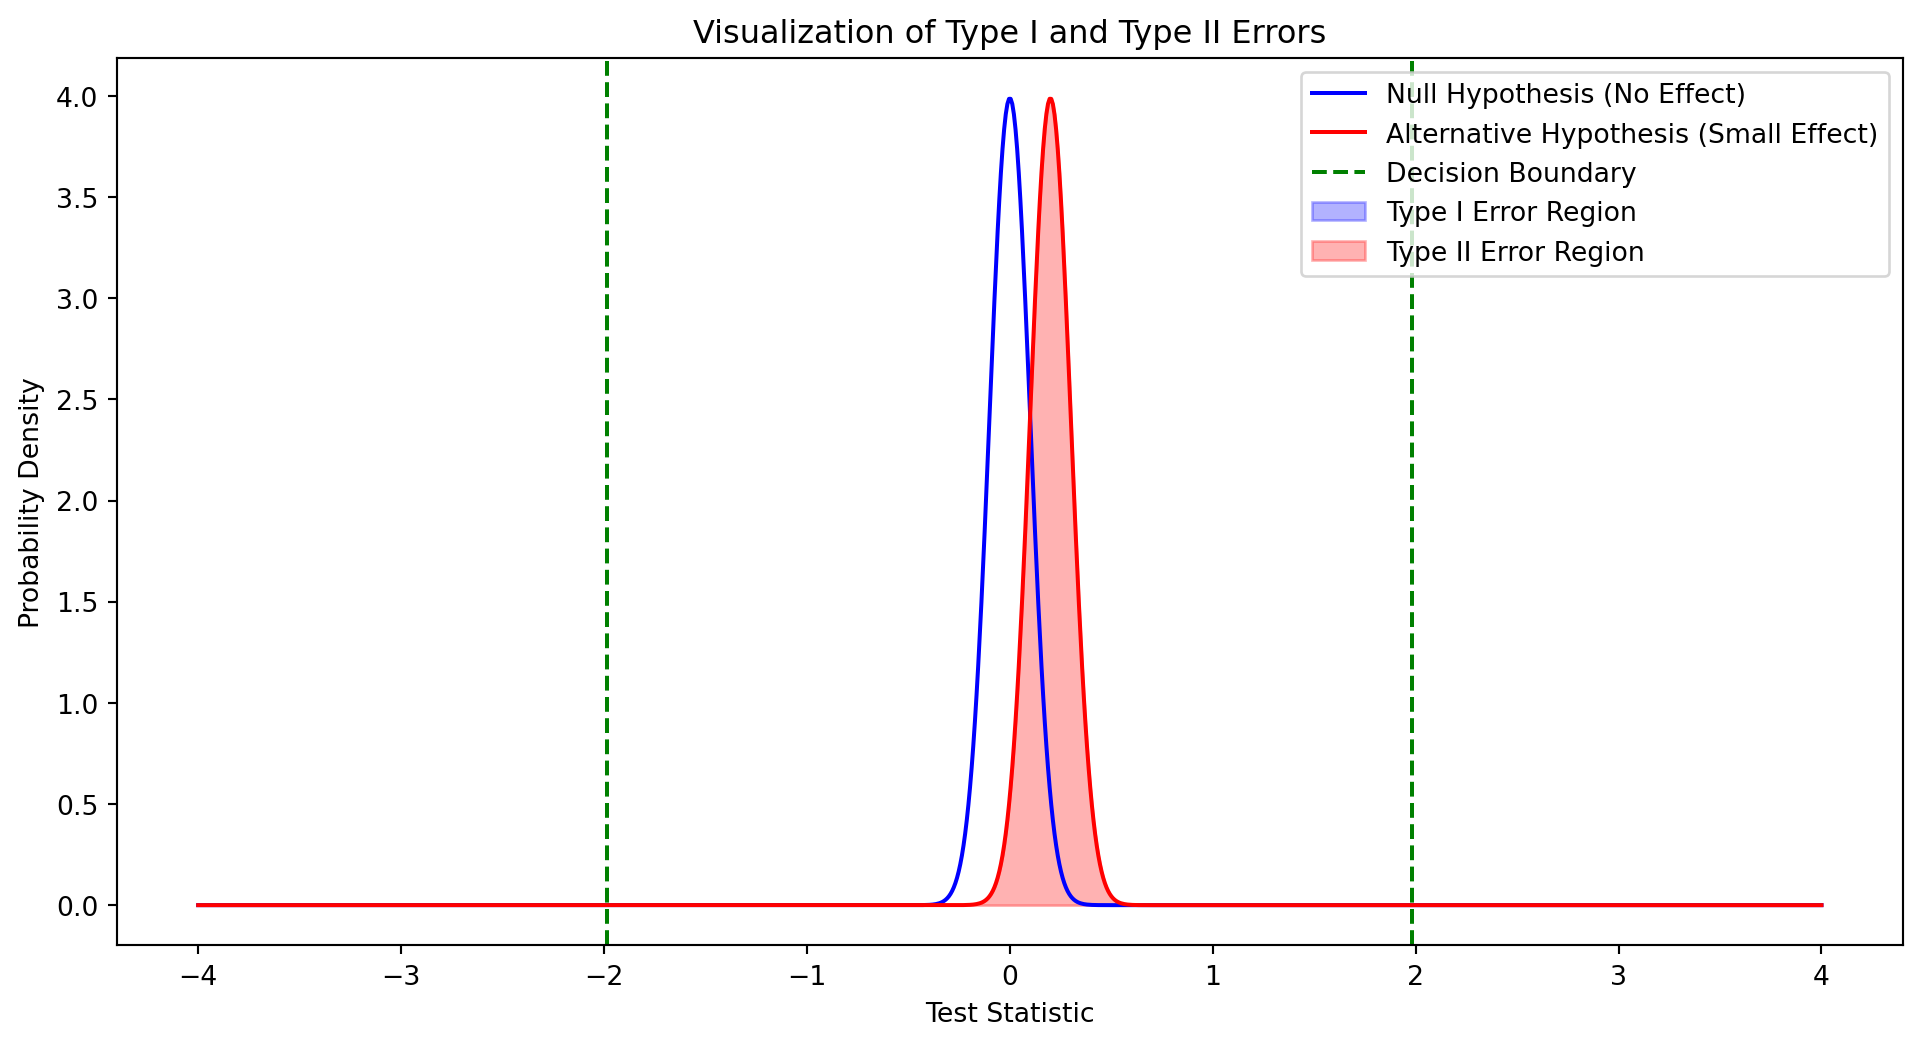 Visualization of Type I and Type II Errors
Null Hypothesis (No Effect)
Alternative Hypothesis (Small Effect)
Decision Boundary
Type I Error Region
Type II Error Region
Probability Density
4.0
3.5
3.0
2.5
2.0
1.5
1.0
0.5
0.0
−4 −3 −2 −1 0 1 2 3 4
Test Statistic